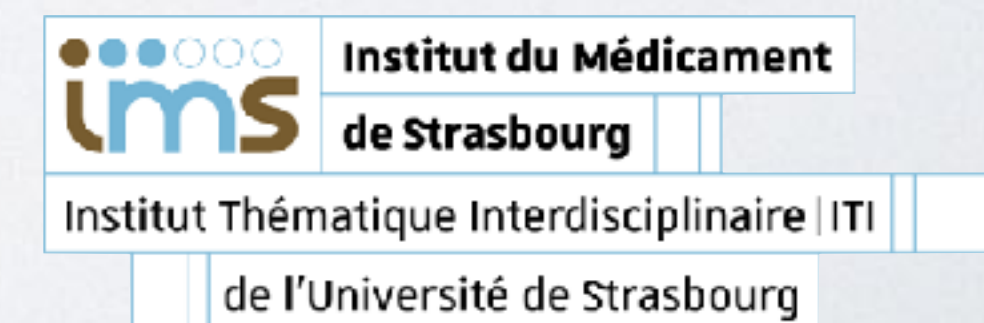 ims
Institut du Médicament
de Strasbourg
Institut Thématique Interdisciplinaire | ITI
de l'Université de Strasbourg